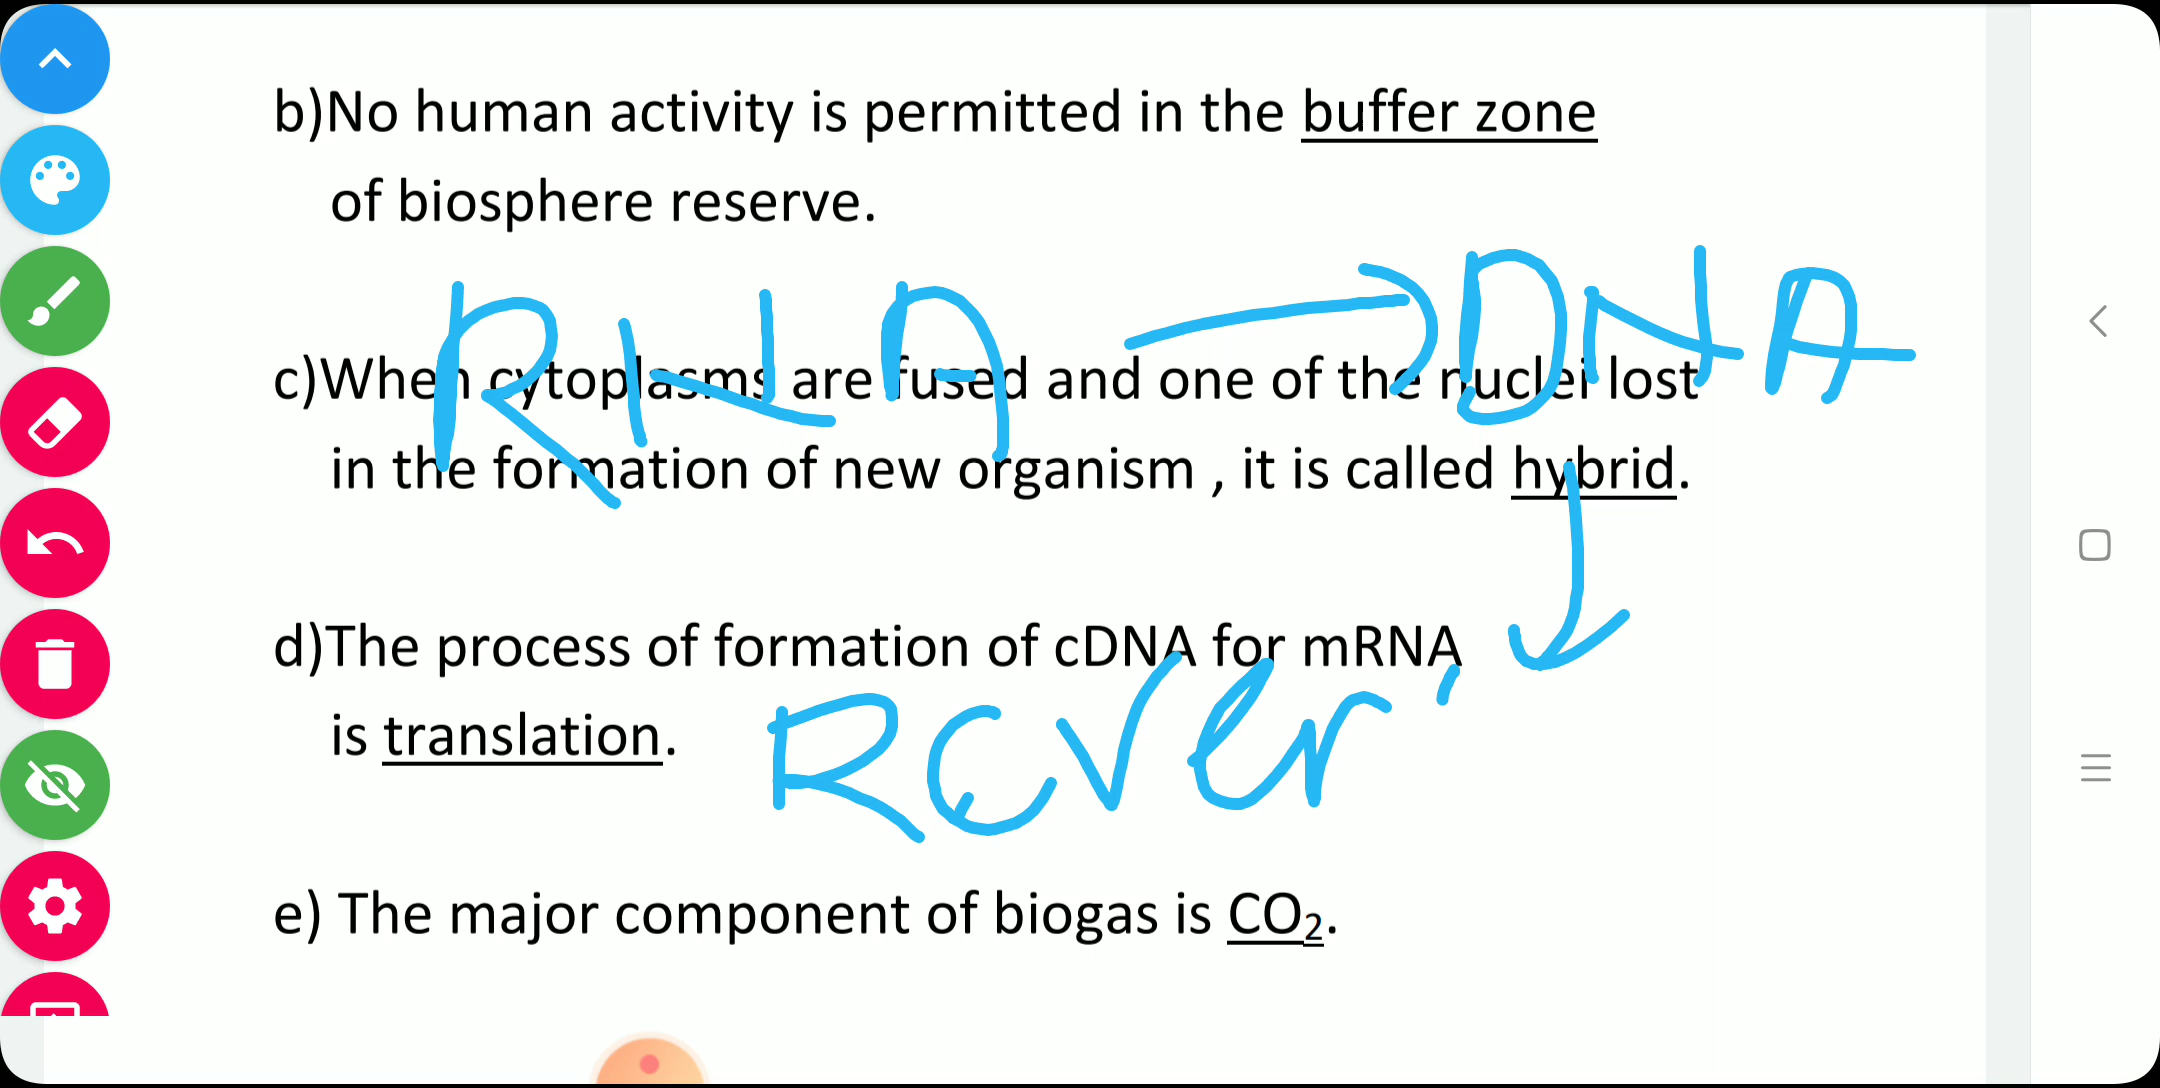 b)No human activity is permitted in the buffer zone
of biosphere reserve.
RNA → DNA
c)When cytoplasms are fused and one of the nuclei lost
in the formation of new organism , it is called hybrid.
d)The process of formation of cDNA for mRNA
is translation.
Rever
e) The major component of biogas is CO₂.